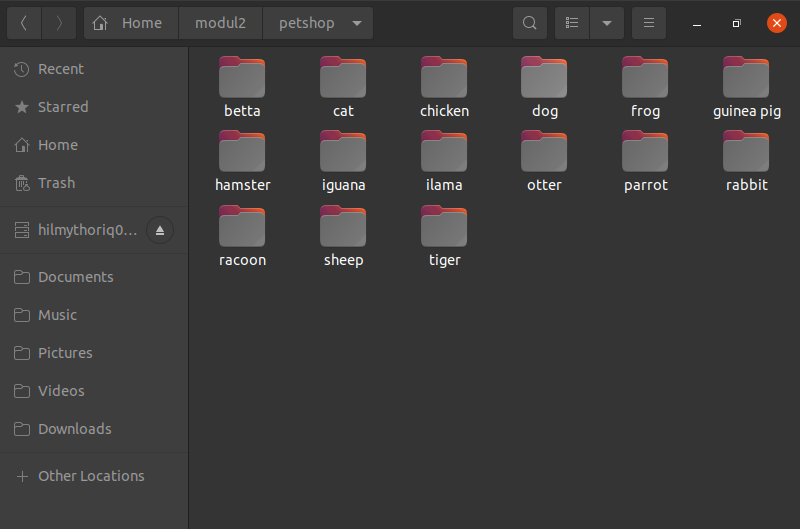 Home modul2 petshop
Recent
Starred
Home
Trash
hilmythoriq0...
Documents
Music
Pictures
Videos
Downloads
Other Locations
betta cat chicken dog frog guinea pig
hamster iguana ilama otter parrot rabbit
racoon sheep tiger